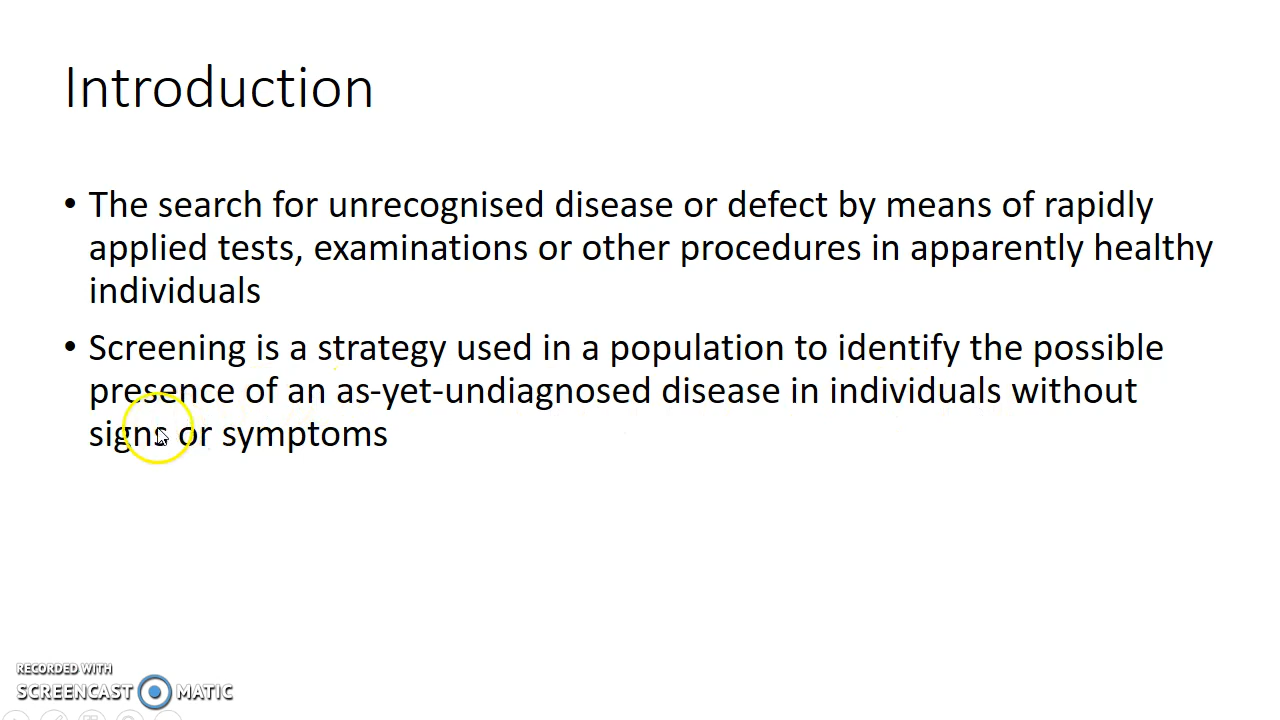 Introduction
• The search for unrecognised disease or defect by means of rapidly
applied tests, examinations or other procedures in apparently healthy
individuals
• Screening is a strategy used in a population to identify the possible
presence of an as-yet-undiagnosed disease in individuals without
signs or symptoms
RECORDED WITH
SCREENCAST MATIC